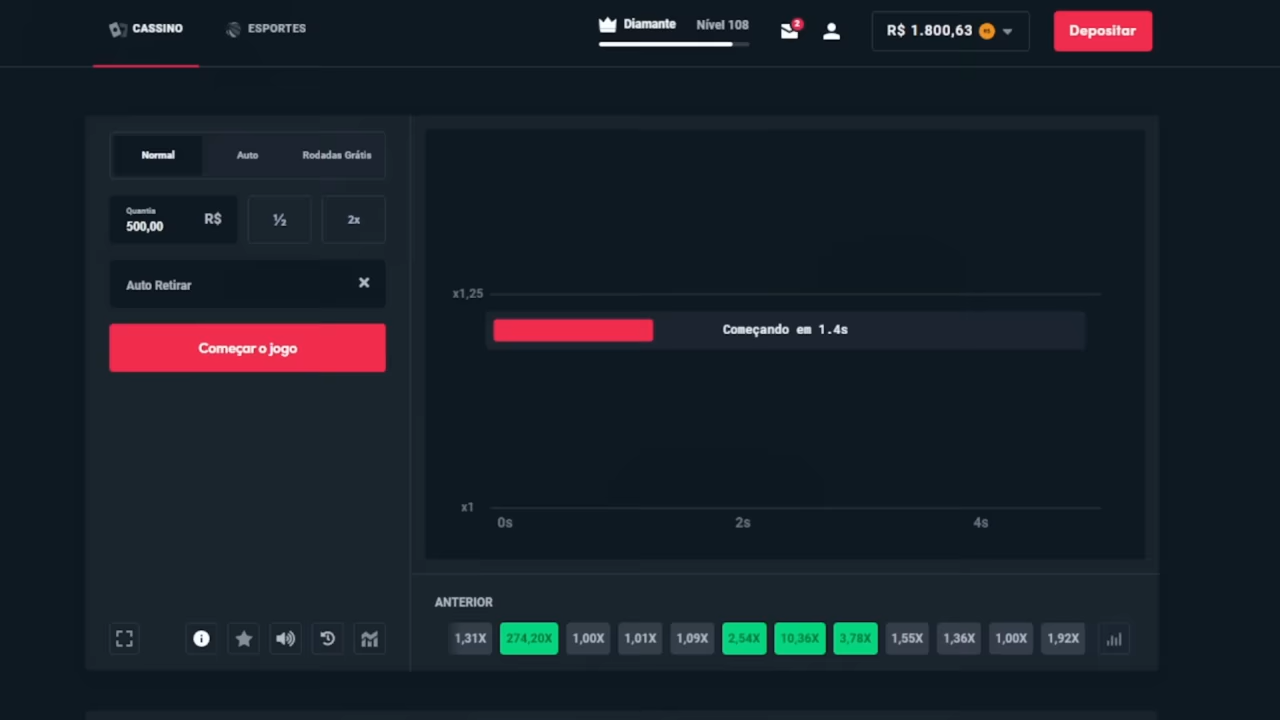 CASSINO
ESPORTES
Diamante
Nível 108
2
R$ 1.800,63
Depositar
Normal
Auto
Rodadas Grátis
Quantia
500,00
R$
½
2x
Auto Retirar
Começar o jogo
x1,25
Começando em 1.4s
x1
0s
2s
4s
ANTERIOR
1,31X
274,20X
1,00X
1,01X
1,09X
2,54X
10,36X
3,78X
1,55X
1,36X
1,00X
1,92X